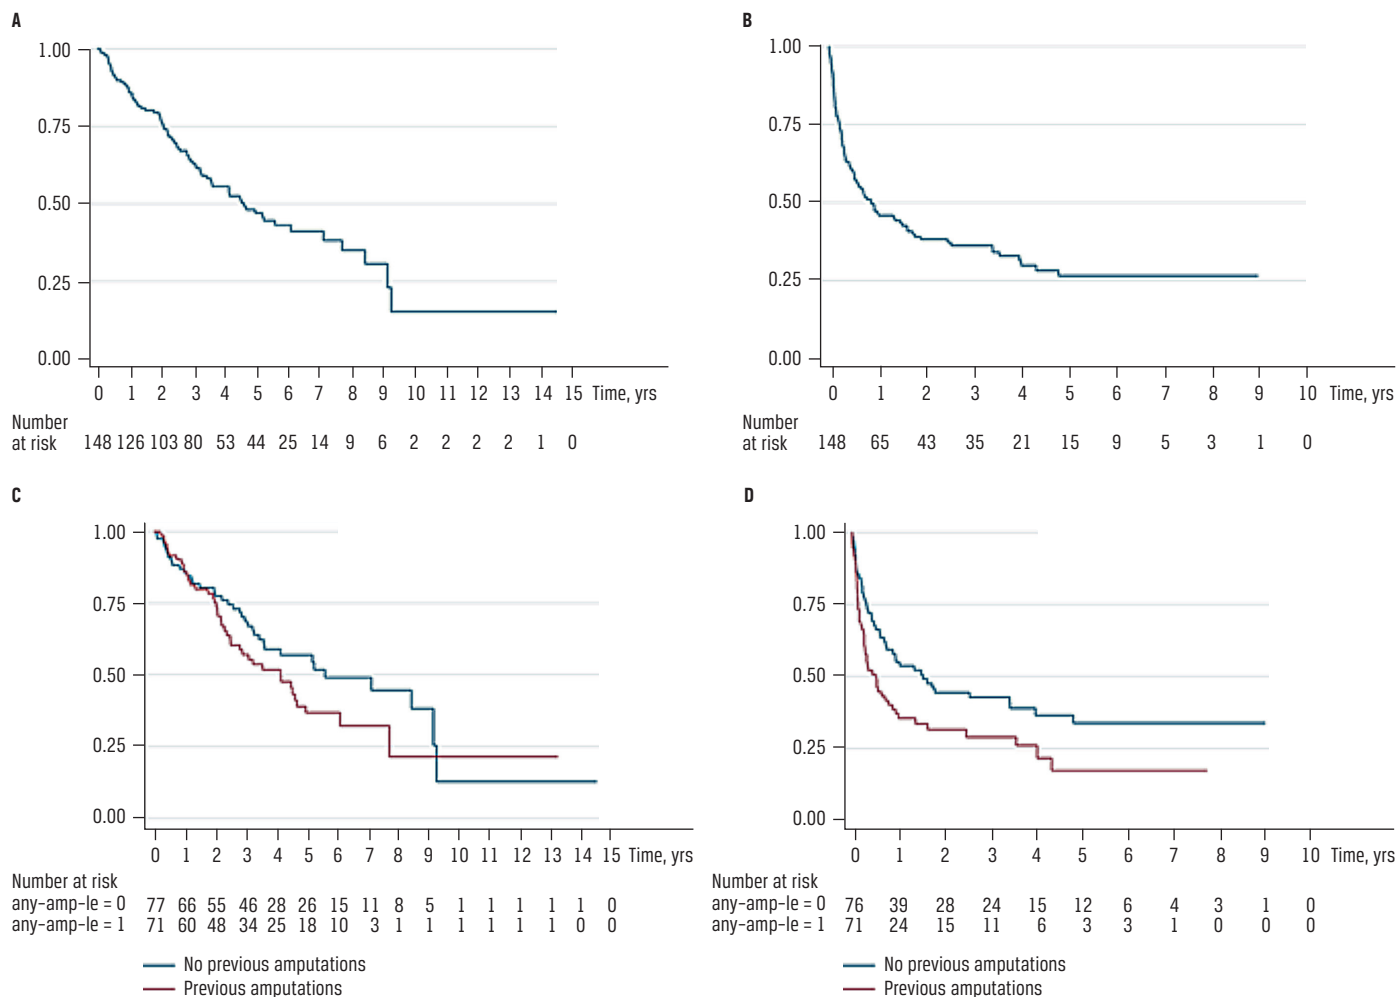 A
1.00
0.75
0.50
0.25
0.00
0 1 2 3 4 5 6 7 8 9 10 11 12 13 14 15 Time, yrs
Number
at risk 148 126 103 80 53 44 25 14 9 6 2 2 2 2 1 0
B
1.00
0.75
0.50
0.25
0.00
0 1 2 3 4 5 6 7 8 9 10 Time, yrs
Number
at risk 148 65 43 35 21 15 9 5 3 1 0
C
1.00
0.75
0.50
0.25
0.00
0 1 2 3 4 5 6 7 8 9 10 11 12 13 14 15 Time, yrs
Number at risk
any-amp-le = 0 77 66 55 46 28 26 15 11 8 5 1 1 1 1 1 0
any-amp-le = 1 71 60 48 34 25 18 10 3 1 1 1 1 1 1 0 0
No previous amputations
Previous amputations
D
1.00
0.75
0.50
0.25
0.00
0 1 2 3 4 5 6 7 8 9 10 Time, yrs
Number at risk
any-amp-le = 0 76 39 28 24 15 12 6 4 3 1 0
any-amp-le = 1 71 24 15 11 6 3 3 1 0 0 0
No previous amputations
Previous amputations